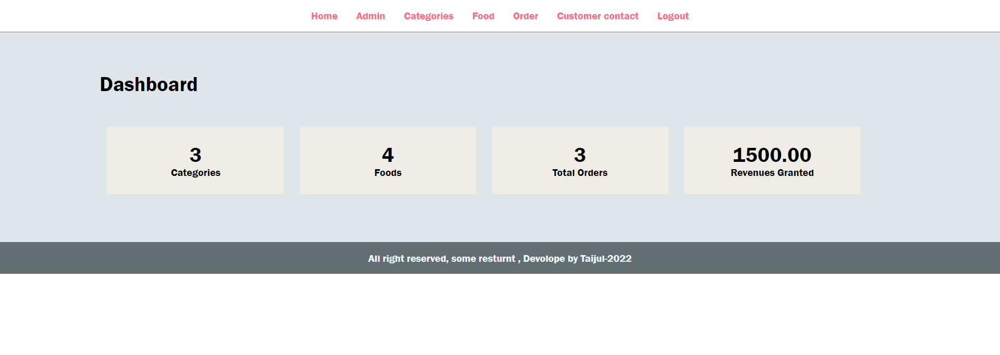 Home Admin Categories Food Order Customer contact Logout
Dashboard
3
Categories
4
Foods
3
Total Orders
1500.00
Revenues Granted
All right reserved, some resturnt , Devolope by Taijul-2022